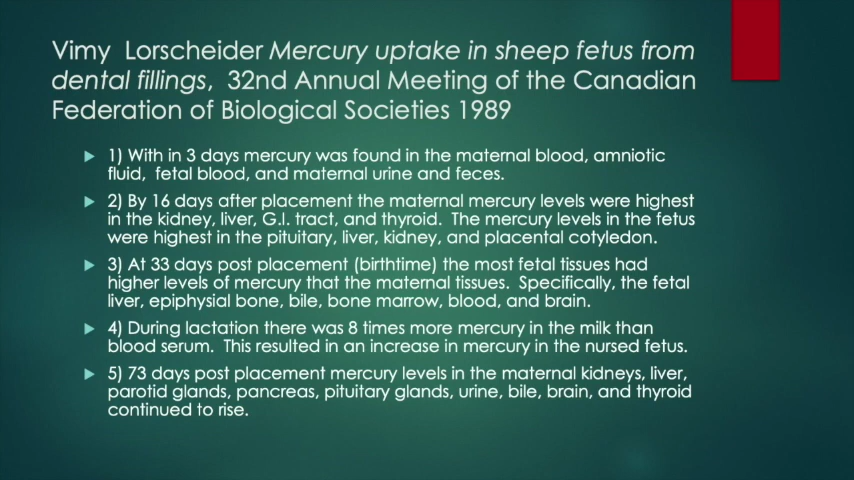 Vimy Lorscheider Mercury uptake in sheep fetus from
dental fillings, 32nd Annual Meeting of the Canadian
Federation of Biological Societies 1989
1) With in 3 days mercury was found in the maternal blood, amniotic
fluid, fetal blood, and maternal urine and feces.
2) By 16 days after placement the maternal mercury levels were highest
in the kidney, liver, G.I. tract, and thyroid. The mercury levels in the fetus
were highest in the pituitary, liver, kidney, and placental cotyledon.
3) At 33 days post placement (birthtime) the most fetal tissues had
higher levels of mercury that the maternal tissues. Specifically, the fetal
liver, epiphysial bone, bile, bone marrow, blood, and brain.
4) During lactation there was 8 times more mercury in the milk than
blood serum. This resulted in an increase in mercury in the nursed fetus.
5) 73 days post placement mercury levels in the maternal kidneys, liver,
parotid glands, pancreas, pituitary glands, urine, bile, brain, and thyroid
continued to rise.